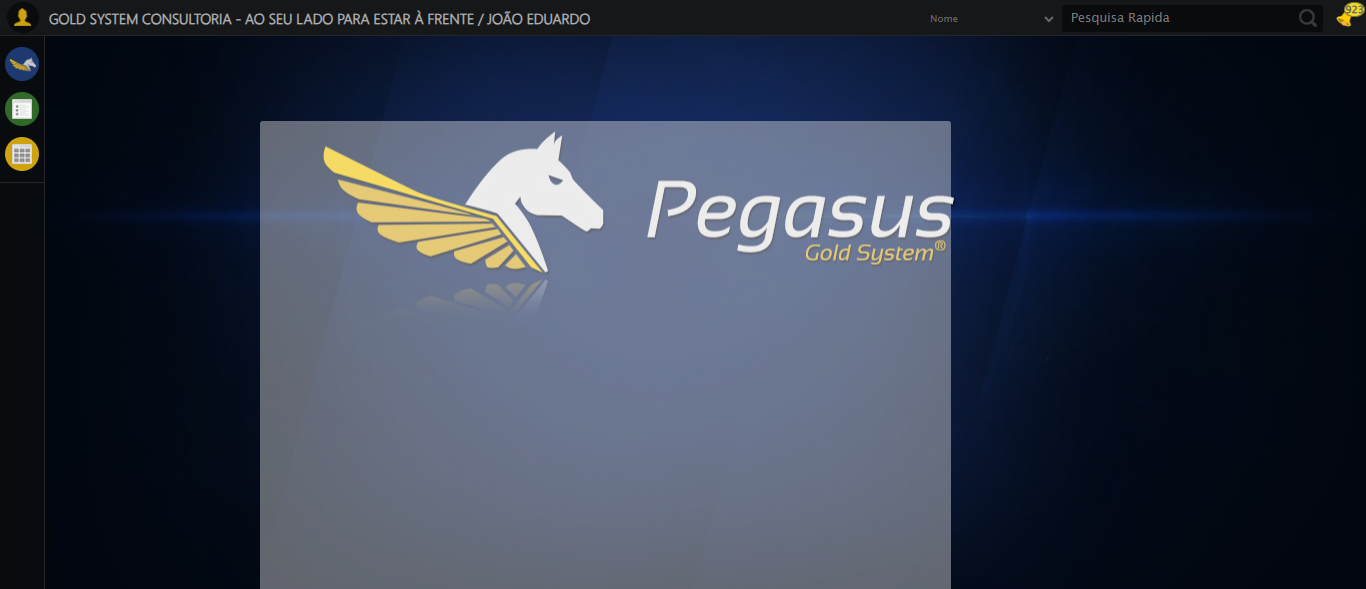 GOLD SYSTEM CONSULTORIA - AO SEU LADO PARA ESTAR À FRENTE / JOÃO EDUARDO
Nome
Pesquisa Rapida
923
Pegasus
Gold System®